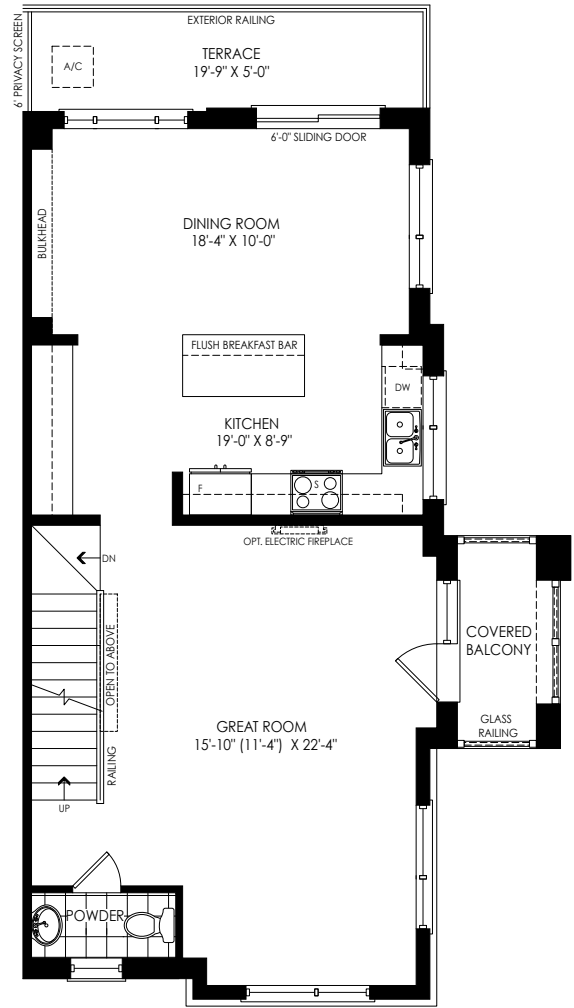 EXTERIOR RAILING
6' PRIVACY SCREEN
TERRACE
19'-9" X 5'-0"
A/C
6'-0" SLIDING DOOR
BULKHEAD
DINING ROOM
18'-4" X 10'-0"
FLUSH BREAKFAST BAR
DW
KITCHEN
19'-0" X 8'-9"
F
S
OPT. ELECTRIC FIREPLACE
DN
OPEN TO ABOVE
COVERED
BALCONY
GLASS
RAILING
GREAT ROOM
15'-10" (11'-4") X 22'-4"
RAILING
UP
POWDER